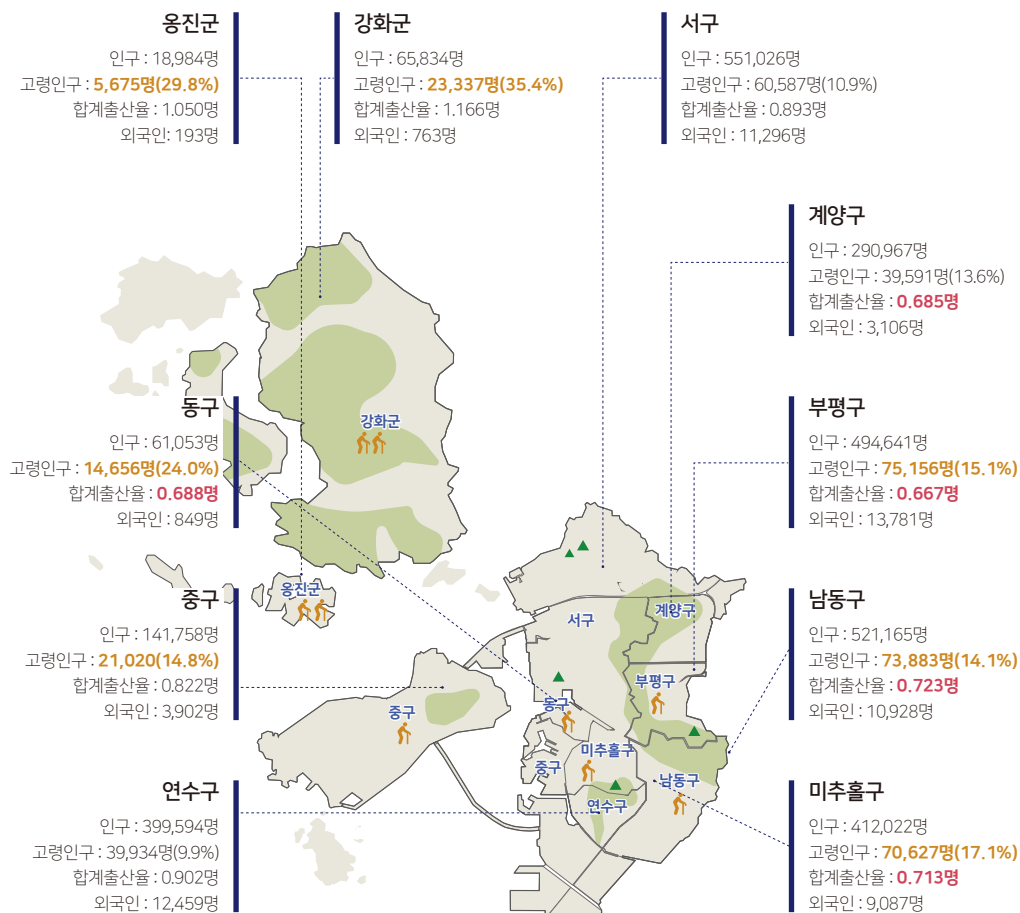 옹진군
인구 : 18,984명
고령인구 : 5,675명(29.8%)
합계출산율 : 1.050명
외국인: 193명
강화군
인구 : 65,834명
고령인구 : 23,337명(35.4%)
합계출산율 : 1.166명
외국인 : 763명
서구
인구 : 551,026명
고령인구 : 60,587명(10.9%)
합계출산율 : 0.893명
외국인 : 11,296명
계양구
인구 : 290,967명
고령인구 : 39,591명(13.6%)
합계출산율 : 0.685명
외국인 : 3,106명
동구
인구 : 61,053명
고령인구 : 14,656명(24.0%)
합계출산율 : 0.688명
외국인 : 849명
부평구
인구 : 494,641명
고령인구 : 75,156명(15.1%)
합계출산율 : 0.667명
외국인 : 13,781명
중구
인구 : 141,758명
고령인구 : 21,020(14.8%)
합계출산율 : 0.822명
외국인 : 3,902명
남동구
인구 : 521,165명
고령인구 : 73,883명(14.1%)
합계출산율 : 0.723명
외국인 : 10,928명
연수구
인구 : 399,594명
고령인구 : 39,934명(9.9%)
합계출산율 : 0.902명
외국인 : 12,459명
미추홀구
인구 : 412,022명
고령인구 : 70,627명(17.1%)
합계출산율 : 0.713명
외국인 : 9,087명
강화군
옹진군
서구
계양구
부평구
동구
중구
미추홀구
중구
남동구
연수구